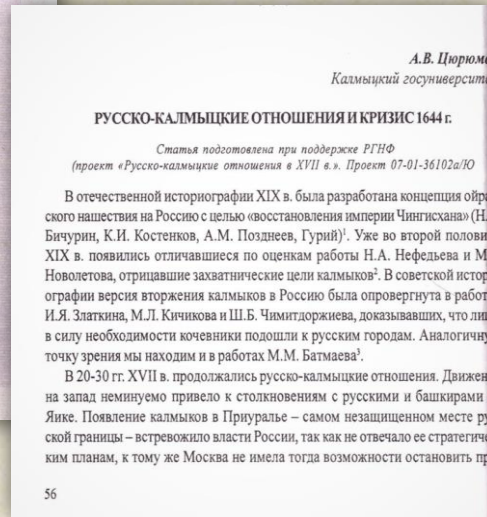 А.В. Цюрюм
Калмыцкий госуниверсит
РУССКО-КАЛМЫЦКИЕ ОТНОШЕНИЯ И КРИЗИС 1644 г.
Статья подготовлена при поддержке РГНФ
(проект «Русско-калмыцкие отношения в XVII в.». Проект 07-01-36102а/Ю
В отечественной историографии XIX в. была разработана концепция ойра
ского нашествия на Россию с целью «восстановления империи Чингисхана» (Н.
Бичурин, К.И. Костенков, А.М. Позднеев, Гурий)¹. Уже во второй полови
XIX в. появились отличавшиеся по оценкам работы Н.А. Нефедьева и М.
Новолетова, отрицавшие захватнические цели калмыков². В советской истор
ографии версия вторжения калмыков в Россию была опровергнута в работ
И.Я. Златкина, М.Л. Кичикова и Ш.Б. Чимитдоржиева, доказывавших, что ли
в силу необходимости кочевники подошли к русским городам. Аналогичну
точку зрения мы находим и в работах М.М. Батмаева³.
В 20-30 гг. XVII в. продолжались русско-калмыцкие отношения. Движен
на запад неминуемо привело к столкновениям с русскими и башкирами
Яике. Появление калмыков в Приуралье – самом незащищенном месте ру
ской границы – встревожило власти России, так как не отвечало ее стратегиче
ким планам, к тому же Москва не имела тогда возможности остановить пр
56